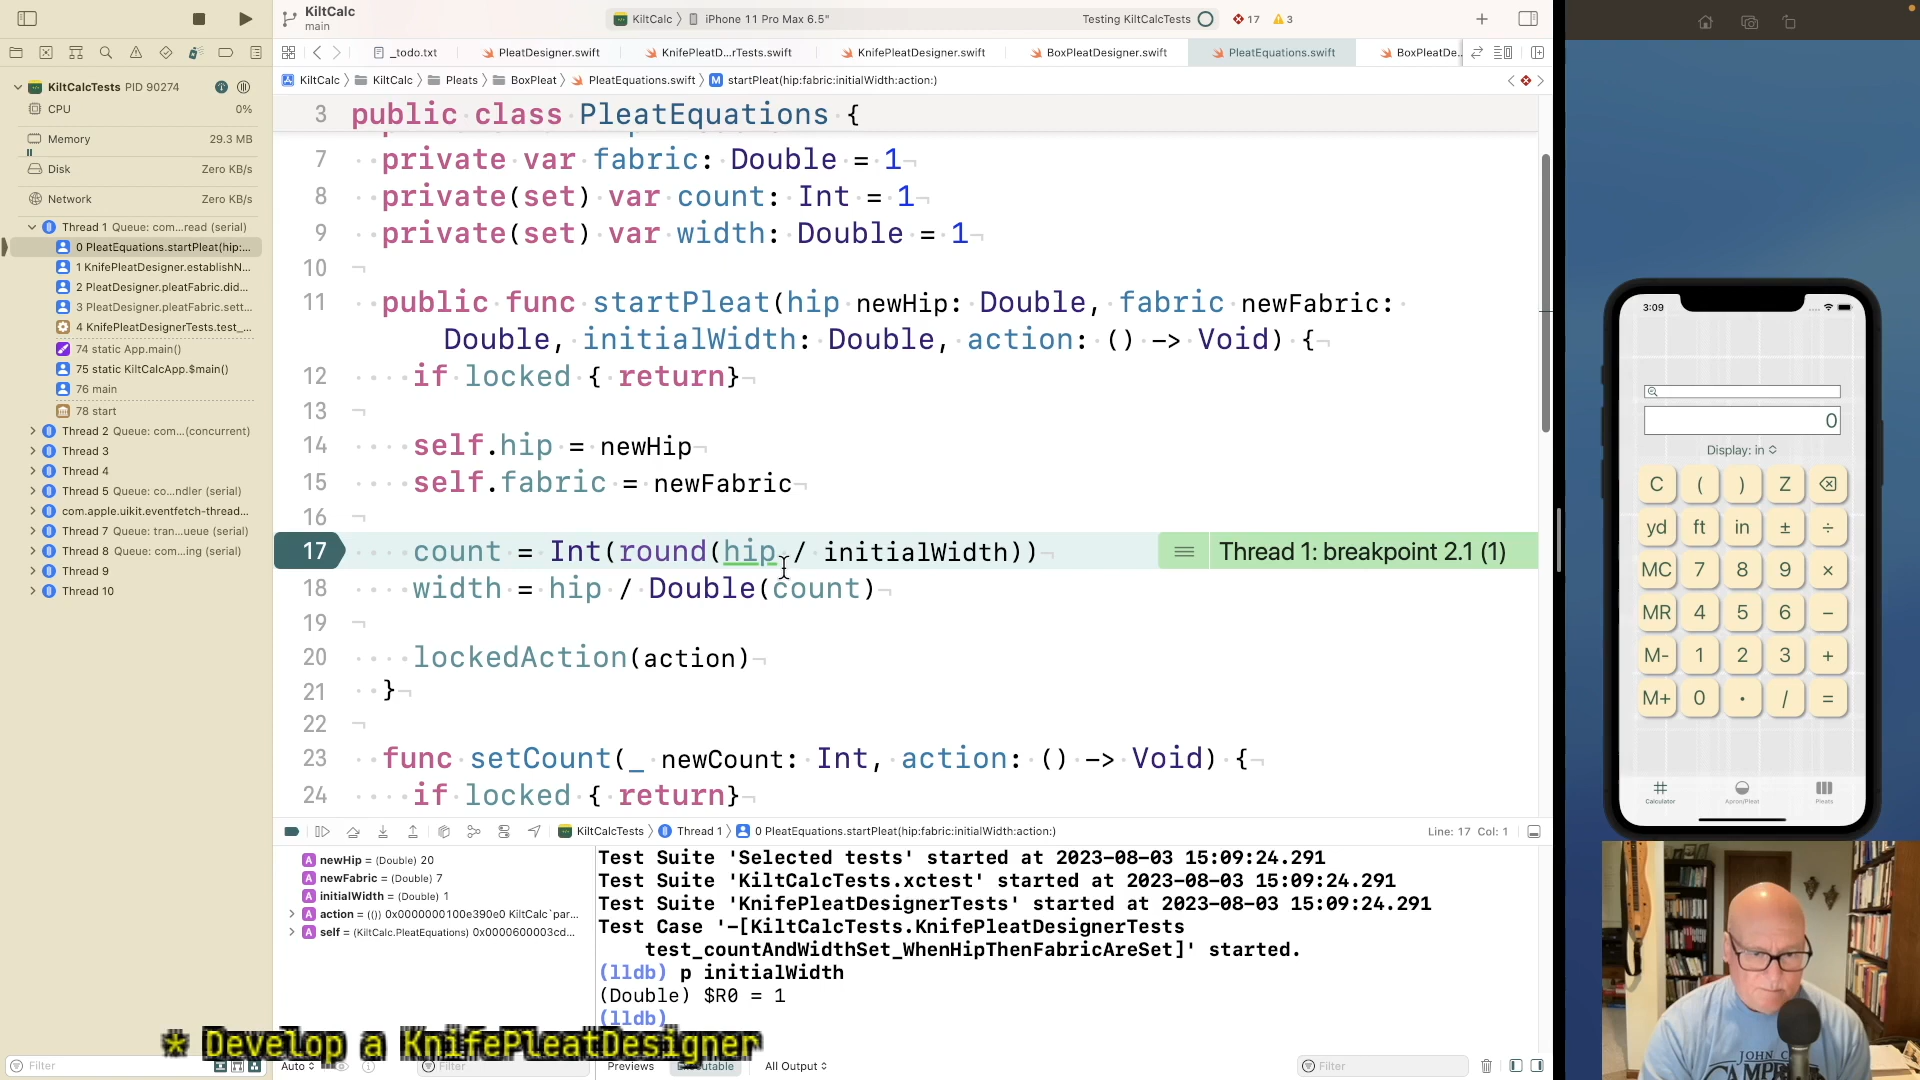 KiltCalc
main
KiltCalc
iPhone 11 Pro Max 6.5"
Testing KiltCalcTests
17
3
_todo.txt
PleatDesigner.swift
KnifePleatD...rTests.swift
KnifePleatDesigner.swift
BoxPleatDesigner.swift
PleatEquations.swift
BoxPleatDe...
KiltCalc
KiltCalc
Pleats
BoxPleat
PleatEquations.swift
startPleat(hip:fabric:initialWidth:action:)
KiltCalcTests PID 90274
CPU 0%
Memory 29.3 MB
Disk Zero KB/s
Network Zero KB/s
Thread 1 Queue: com...read (serial)
0 PleatEquations.startPleat(hip:...
1 KnifePleatDesigner.establishN...
2 PleatDesigner.pleatFabric.did...
3 PleatDesigner.pleatFabric.sett...
4 KnifePleatDesignerTests.test_...
74 static App.main()
75 static KiltCalcApp.$main()
76 main
78 start
Thread 2 Queue: com...(concurrent)
Thread 3
Thread 4
Thread 5 Queue: co...ndler (serial)
com.apple.uikit.eventfetch-thread...
Thread 7 Queue: tran...ueue (serial)
Thread 8 Queue: com...ing (serial)
Thread 9
Thread 10
3 public class PleatEquations {
7 private var fabric: Double = 1
8 private(set) var count: Int = 1
9 private(set) var width: Double = 1
10
11 public func startPleat(hip newHip: Double, fabric newFabric:
Double, initialWidth: Double, action: () -> Void) {
12 if locked { return}
13
14 self.hip = newHip
15 self.fabric = newFabric
16
17 count = Int(round(hip / initialWidth)) Thread 1: breakpoint 2.1 (1)
18 width = hip / Double(count)
19
20 lockedAction(action)
21 }
22
23 func setCount(_ newCount: Int, action: () -> Void) {
24 if locked { return}
KiltCalcTests
Thread 1
0 PleatEquations.startPleat(hip:fabric:initialWidth:action:)
Line: 17 Col: 1
A newHip = (Double) 20
A newFabric = (Double) 7
A initialWidth = (Double) 1
A action = (()) 0x0000000100e390e0 KiltCalc`par...
A self = (KiltCalc.PleatEquations) 0x0000600003cd...
Test Suite 'Selected tests' started at 2023-08-03 15:09:24.291
Test Suite 'KiltCalcTests.xctest' started at 2023-08-03 15:09:24.291
Test Suite 'KnifePleatDesignerTests' started at 2023-08-03 15:09:24.291
Test Case '-[KiltCalcTests.KnifePleatDesignerTests
test_countAndWidthSet_WhenHipThenFabricAreSet]' started.
(lldb) p initialWidth
(Double) $R0 = 1
(lldb)
* Develop a KnifePleatDesigner
Filter
Auto
Filter
Previews
Executable
All Output
Filter
3:09
0
Display: in
C ( ) Z
yd ft in ± ÷
MC 7 8 9 ×
MR 4 5 6 −
M- 1 2 3 +
M+ 0 . / =
Calculator
Apron/Pleat
Pleats
JOHN C
CAMP